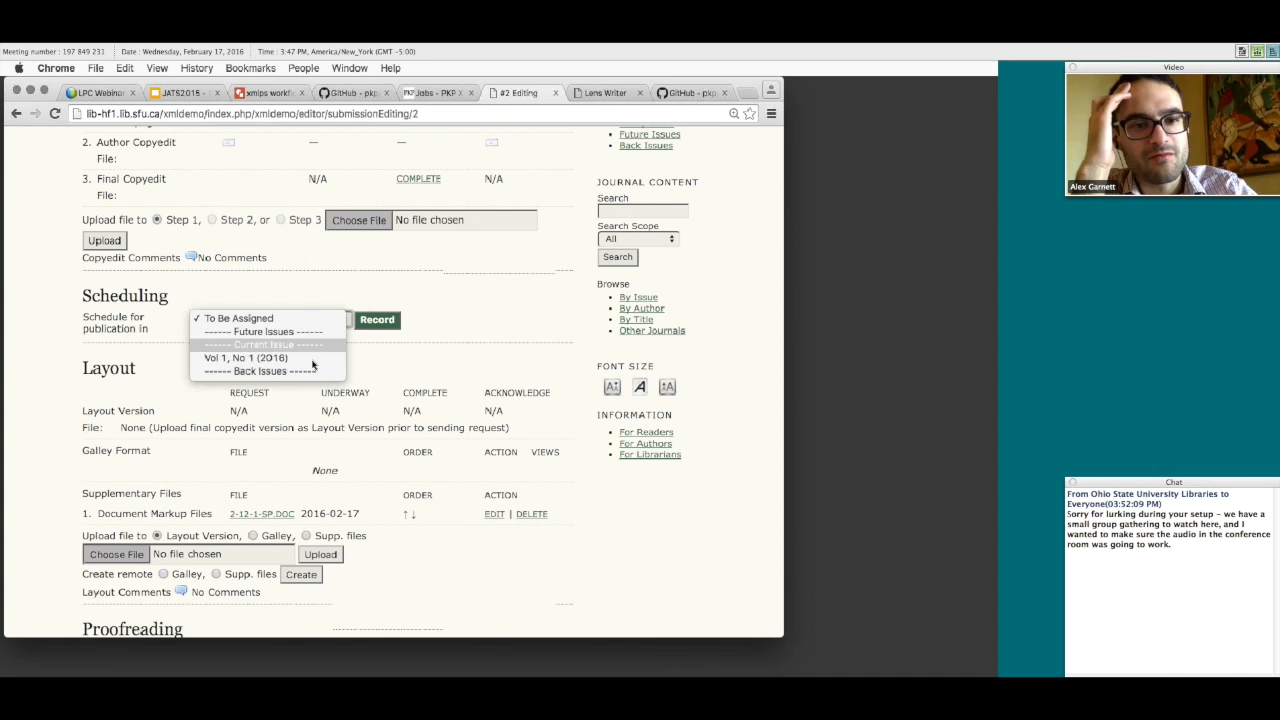 Meeting number : 197 849 231 Date : Wednesday, February 17, 2016 Time : 3:47 PM, America/New_York (GMT -5:00)
Chrome File Edit View History Bookmarks People Window Help
Video
LPC Webinar JATS2015 - xmlps workfl GitHub - pkp PKP Jobs - PKP X #2 Editing Lens Writer GitHub - pkp
lib-hf1.lib.sfu.ca/xmldemo/index.php/xmldemo/editor/submissionEditing/2
Alex Garnett
2. Author Copyedit — —
File:
3. Final Copyedit N/A COMPLETE N/A
File:
Upload file to Step 1, Step 2, or Step 3 Choose File No file chosen
Upload
Copyedit Comments No Comments
Scheduling
Schedule for
publication in
✓ To Be Assigned
------ Future Issues ------
------ Current Issue ------
Vol 1, No 1 (2016)
------ Back Issues ------
Record
Layout
REQUEST UNDERWAY COMPLETE ACKNOWLEDGE
Layout Version N/A N/A N/A N/A
File: None (Upload final copyedit version as Layout Version prior to sending request)
Galley Format FILE ORDER ACTION VIEWS
None
Supplementary Files FILE ORDER ACTION
1. Document Markup Files 2-12-1-SP.DOC 2016-02-17 ↑↓ EDIT | DELETE
Upload file to Layout Version, Galley, Supp. files
Choose File No file chosen Upload
Create remote Galley, Supp. files Create
Layout Comments No Comments
Proofreading
Future Issues
Back Issues
JOURNAL CONTENT
Search
Search Scope
All
Search
Browse
By Issue
By Author
By Title
Other Journals
FONT SIZE
A A A
INFORMATION
For Readers
For Authors
For Librarians
Chat
From Ohio State University Libraries to
Everyone(03:52:09 PM)
Sorry for lurking during your setup - we have a
small group gathering to watch here, and I
wanted to make sure the audio in the conference
room was going to work.